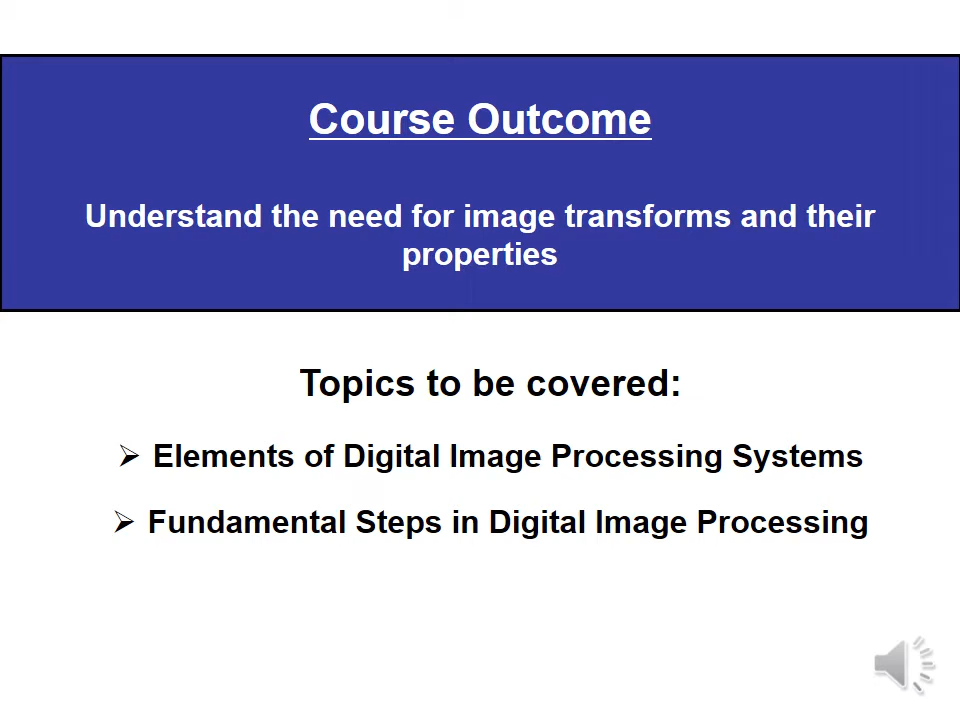 Course Outcome
Understand the need for image transforms and their
properties
Topics to be covered:
➢ Elements of Digital Image Processing Systems
➢ Fundamental Steps in Digital Image Processing